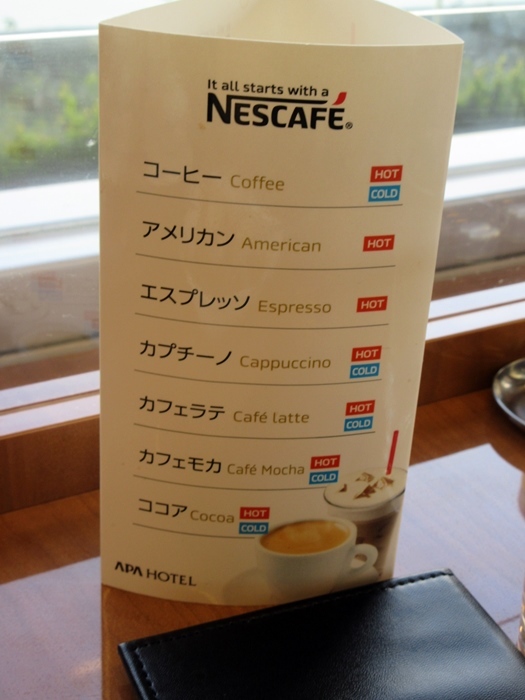 It all starts with a
NESCAFÉ®
コーヒー Coffee HOT COLD
アメリカン American HOT
エスプレッソ Espresso HOT
カプチーノ Cappuccino HOT COLD
カフェラテ Café latte HOT COLD
カフェモカ Café Mocha HOT COLD
ココア Cocoa HOT COLD
APA HOTEL